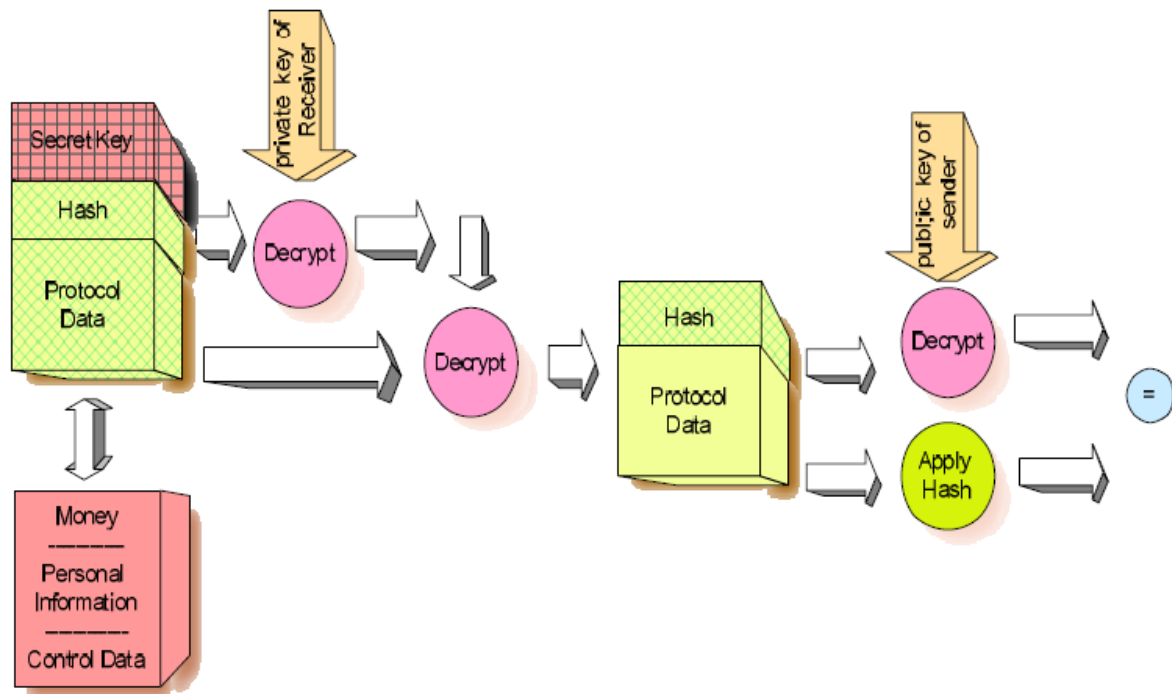 private key of
Receiver
Secret Key
Hash
Protocol
Data
Decrypt
Decrypt
Money
--------
Personal
Information
---------
Control Data
Hash
Protocol
Data
public key of
sender
Decrypt
Apply
Hash
=